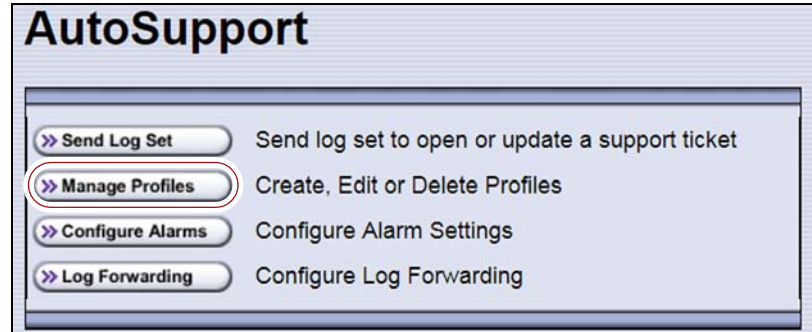 AutoSupport
>> Send Log Set Send log set to open or update a support ticket
>> Manage Profiles Create, Edit or Delete Profiles
>> Configure Alarms Configure Alarm Settings
>> Log Forwarding Configure Log Forwarding